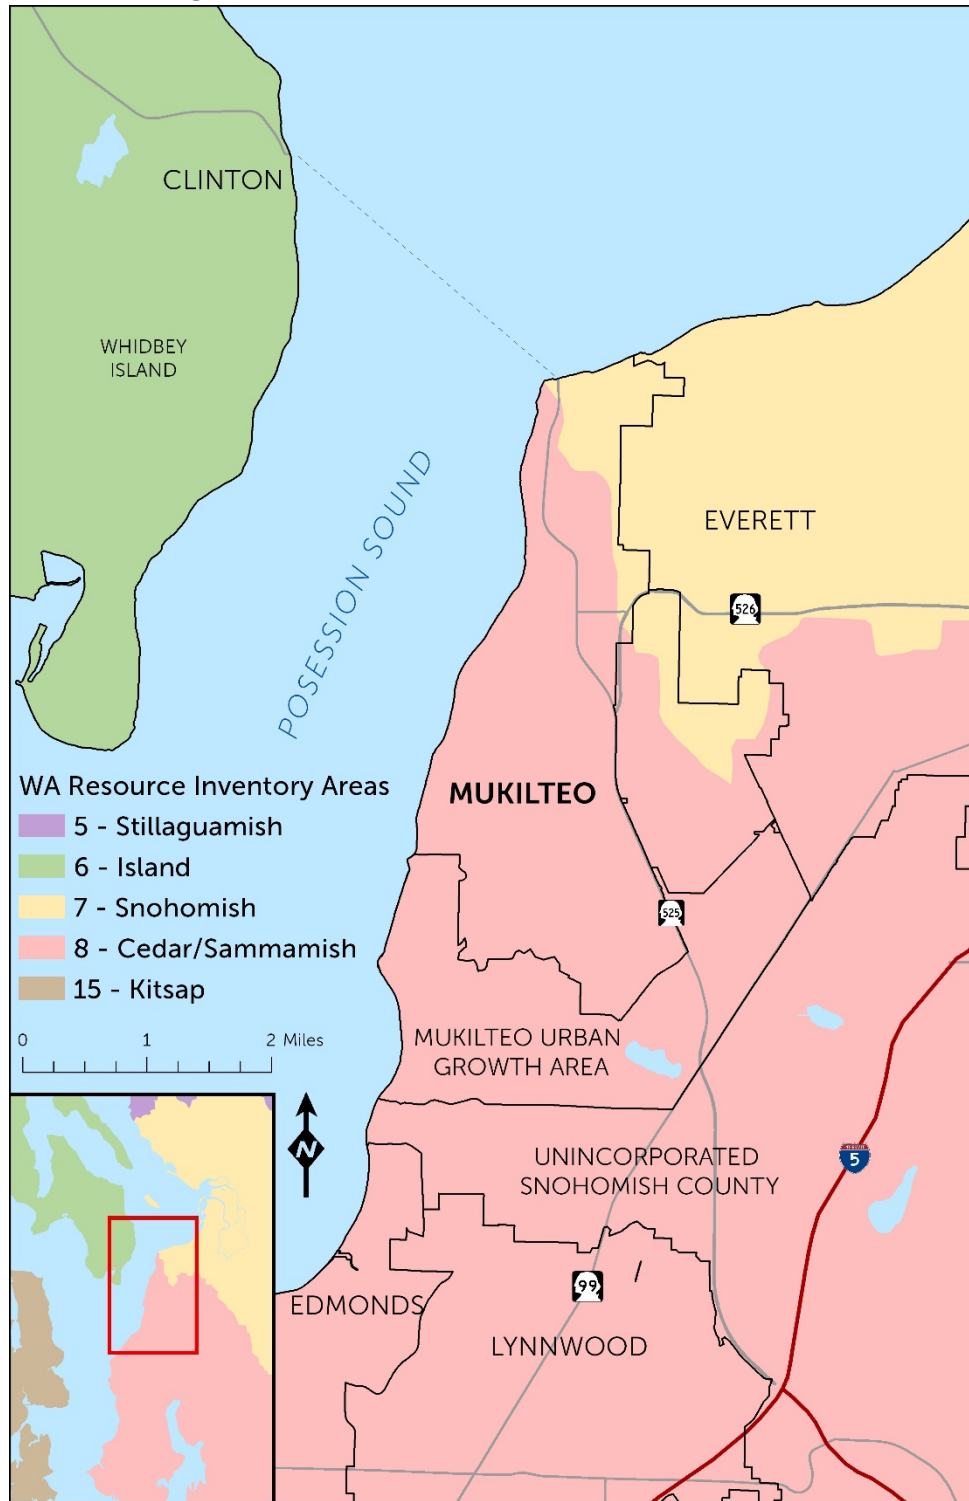 CLINTON
WHIDBEY
ISLAND
POSESSION SOUND
EVERETT
526
MUKILTEO
WA Resource Inventory Areas
5 - Stillaguamish
6 - Island
7 - Snohomish
8 - Cedar/Sammamish
15 - Kitsap
525
0 1 2 Miles
MUKILTEO URBAN
GROWTH AREA
N
UNINCORPORATED
SNOHOMISH COUNTY
5
99
EDMONDS
LYNNWOOD